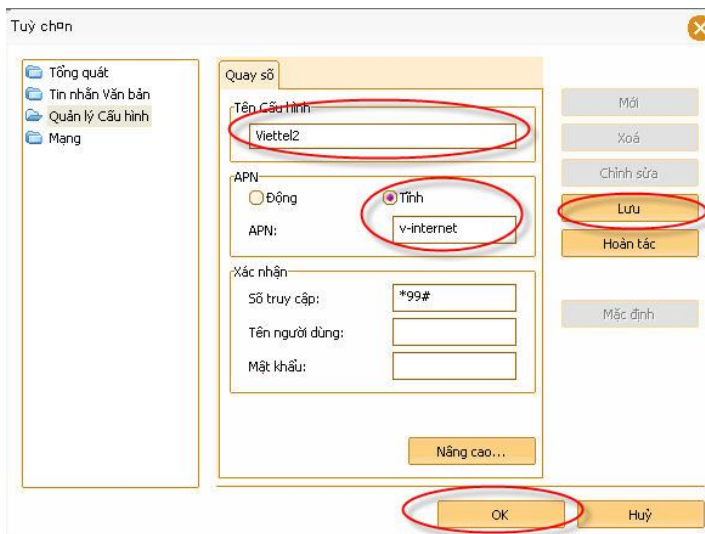 Tuỳ chọn
Tổng quát
Tin nhắn Văn bản
Quản lý Cấu hình
Mạng
Quay số
Tên Cấu hình
Viettel2
APN
Động
Tĩnh
APN:
v-internet
Xác nhận
Số truy cập:
*99#
Tên người dùng:
Mật khẩu:
Nâng cao...
Mới
Xoá
Chỉnh sửa
Lưu
Hoàn tác
Mặc định
OK
Huỷ